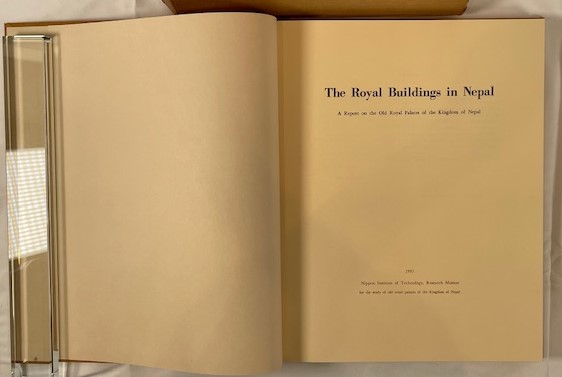 The Royal Buildings in Nepal
A Report on the Old Royal Palaces of the Kingdom of Nepal
Nippon Institute of Technology, Research Mission
for the study of old royal palaces of the Kingdom of Nepal